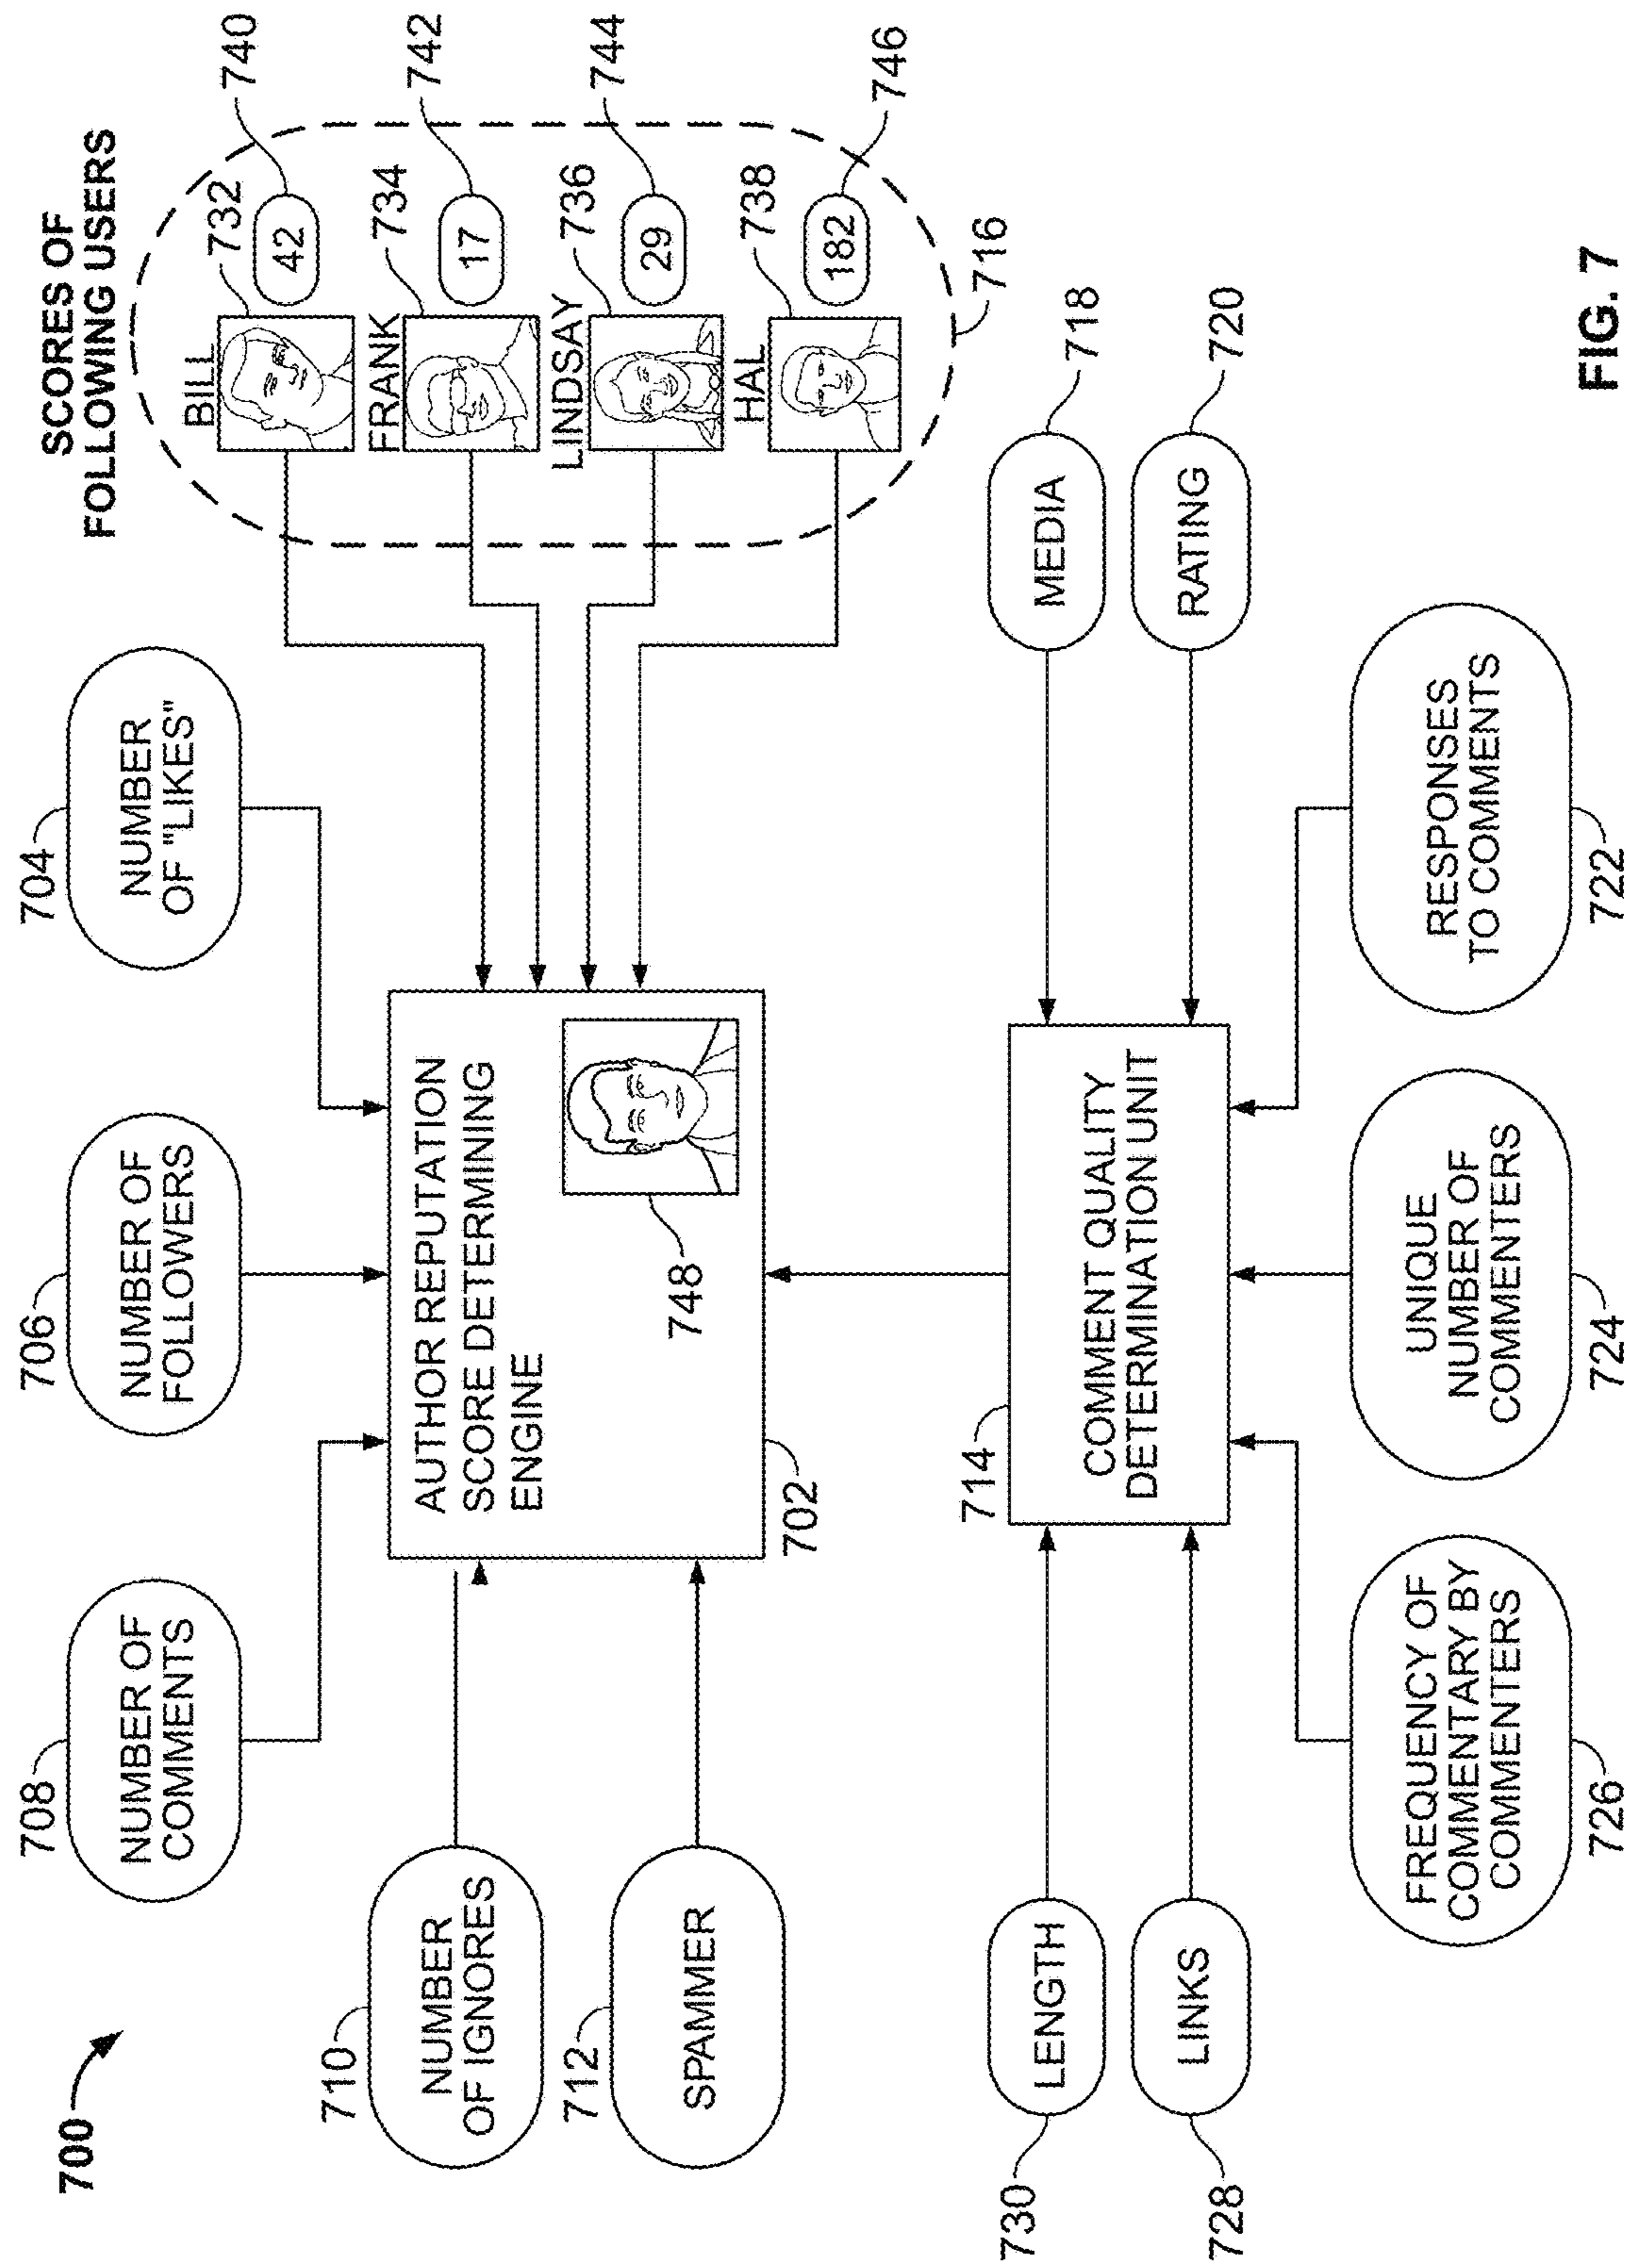 700
708
NUMBER OF
COMMENTS
706
NUMBER OF
FOLLOWERS
704
NUMBER
OF "LIKES"
SCORES OF
FOLLOWING USERS
710
NUMBER
OF IGNORES
712
SPAMMER
AUTHOR REPUTATION
SCORE DETERMINING
ENGINE
748
702
BILL
732
42
740
FRANK
734
17
742
LINDSAY
736
29
744
HAL
738
182
746
716
730
LENGTH
728
LINKS
714
COMMENT QUALITY
DETERMINATION UNIT
MEDIA
718
RATING
720
FREQUENCY OF
COMMENTARY BY
COMMENTERS
726
UNIQUE
NUMBER OF
COMMENTERS
724
RESPONSES
TO COMMENTS
722
FIG. 7